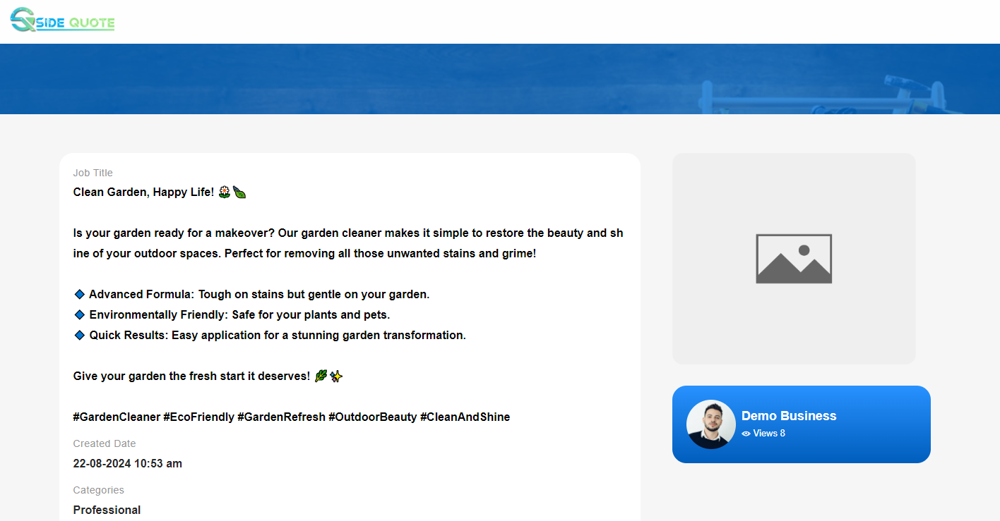 SIDE QUOTE
Job Title
Clean Garden, Happy Life! 🌼🍃
Is your garden ready for a makeover? Our garden cleaner makes it simple to restore the beauty and sh
ine of your outdoor spaces. Perfect for removing all those unwanted stains and grime!
🔷 Advanced Formula: Tough on stains but gentle on your garden.
🔷 Environmentally Friendly: Safe for your plants and pets.
🔷 Quick Results: Easy application for a stunning garden transformation.
Give your garden the fresh start it deserves! 🌿✨
#GardenCleaner #EcoFriendly #GardenRefresh #OutdoorBeauty #CleanAndShine
Created Date
22-08-2024 10:53 am
Categories
Professional
Demo Business
Views 8